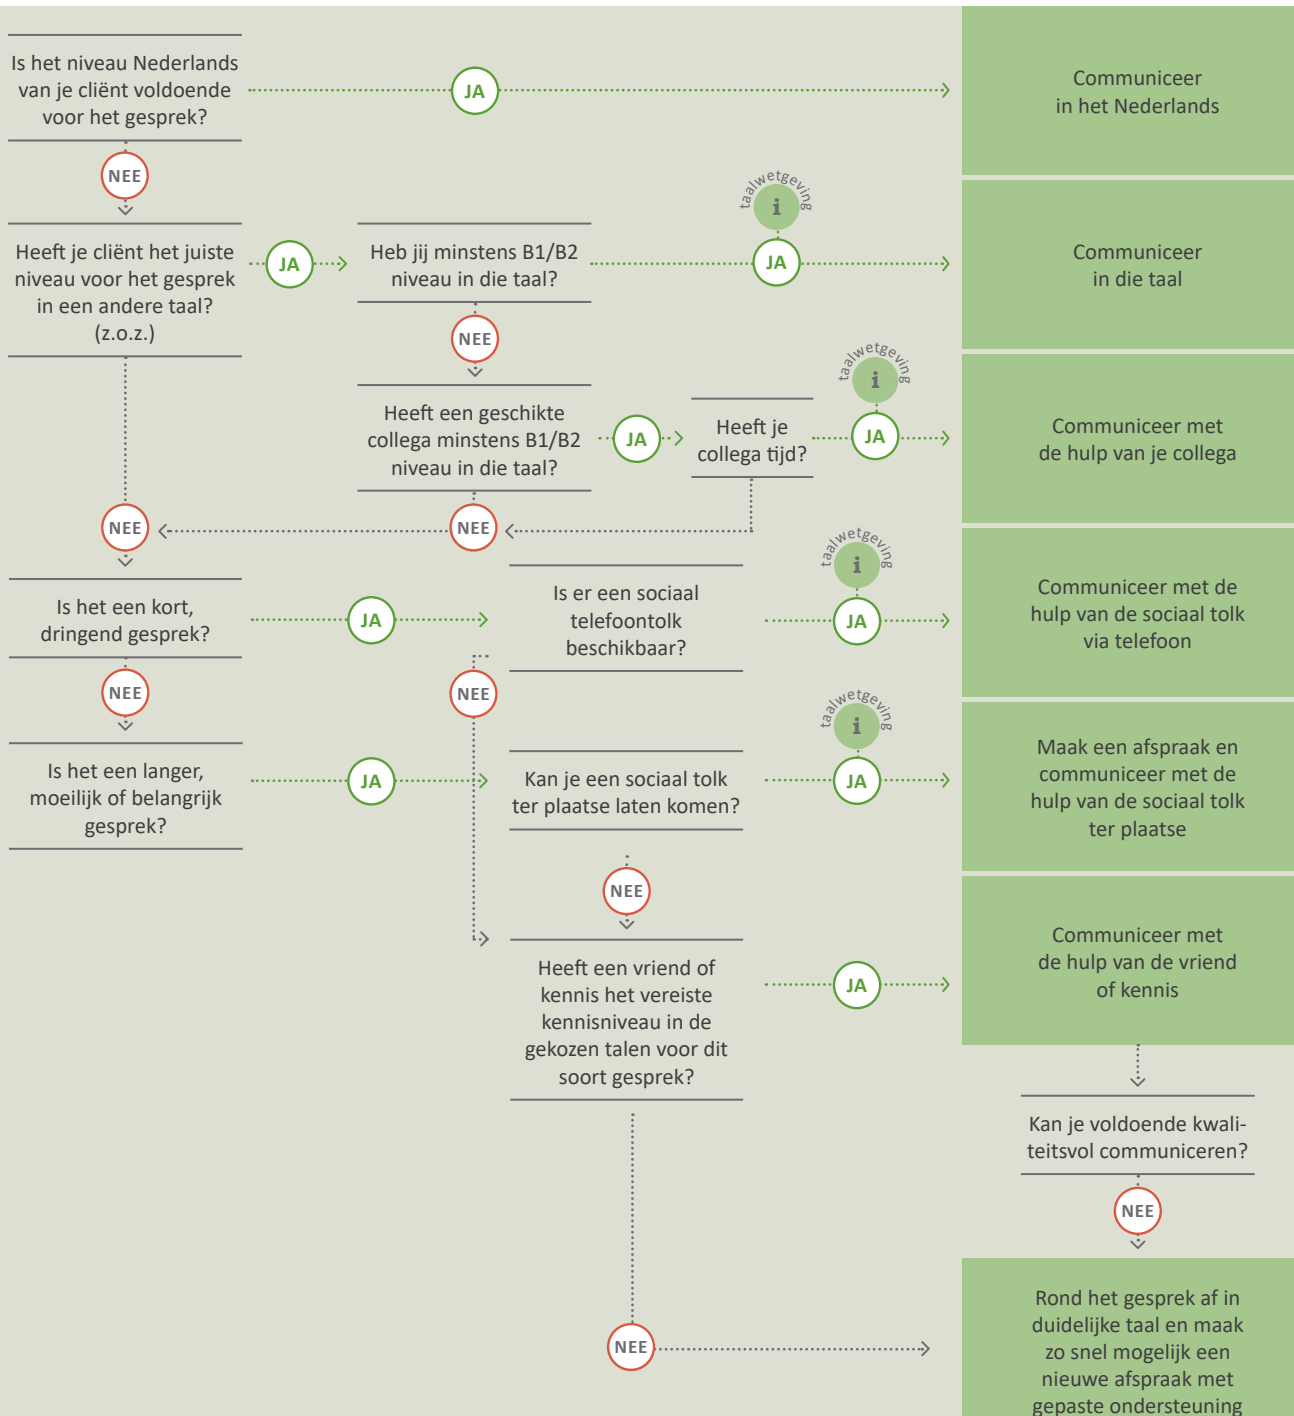 Is het niveau Nederlands
van je cliënt voldoende
voor het gesprek?
JA
Communiceer
in het Nederlands
NEE
taalwetgeving
i
Heeft je cliënt het juiste
niveau voor het gesprek
in een andere taal?
(z.o.z.)
JA
Heb jij minstens B1/B2
niveau in die taal?
JA
Communiceer
in die taal
NEE
taalwetgeving
i
Heeft een geschikte
collega minstens B1/B2
niveau in die taal?
JA
Heeft je
collega tijd?
JA
Communiceer met
de hulp van je collega
NEE
NEE
taalwetgeving
i
Is het een kort,
dringend gesprek?
JA
Is er een sociaal
telefoontolk
beschikbaar?
JA
Communiceer met de
hulp van de sociaal tolk
via telefoon
NEE
NEE
taalwetgeving
i
Is het een langer,
moeilijk of belangrijk
gesprek?
JA
Kan je een sociaal tolk
ter plaatse laten komen?
JA
Maak een afspraak en
communiceer met de
hulp van de sociaal tolk
ter plaatse
NEE
Heeft een vriend of
kennis het vereiste
kennisniveau in de
gekozen talen voor dit
soort gesprek?
JA
Communiceer met
de hulp van de vriend
of kennis
Kan je voldoende kwali-
teitsvol communiceren?
NEE
NEE
Rond het gesprek af in
duidelijke taal en maak
zo snel mogelijk een
nieuwe afspraak met
gepaste ondersteuning